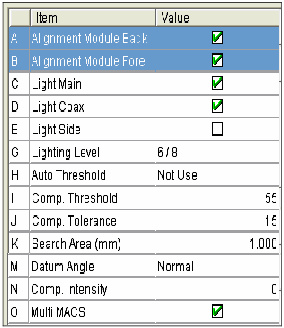 Item Value
A Alignment Module Back
B Alignment Module Fore
C Light Main
D Light Coax
E Light Side
G Lighting Level 6 / 8
H Auto Threshold Not Use
I Comp. Threshold 55
J Comp. Tolerance 15
K Search Area (mm) 1.000
M Datum Angle Normal
N Comp. Intensity 0
O Multi MACS